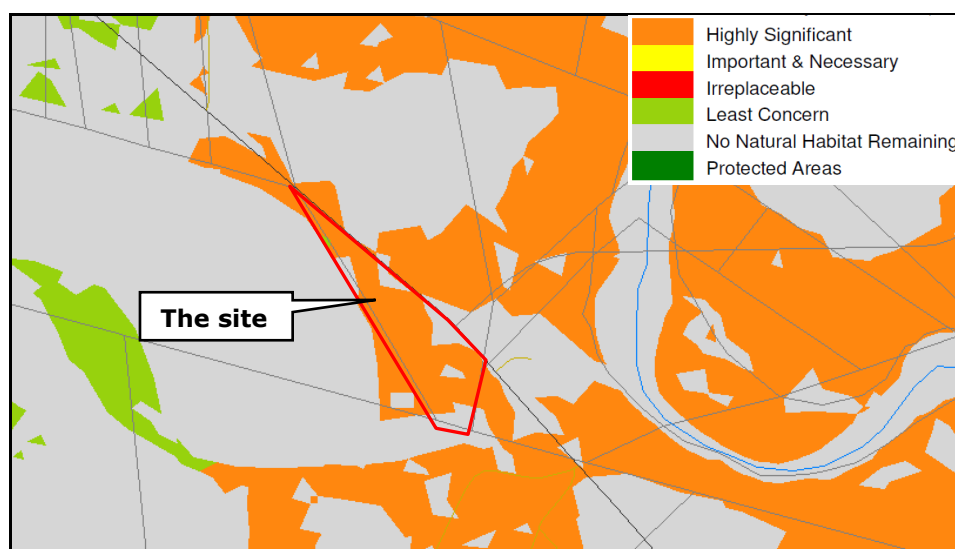 Highly Significant
Important & Necessary
Irreplaceable
Least Concern
No Natural Habitat Remaining
Protected Areas
The site